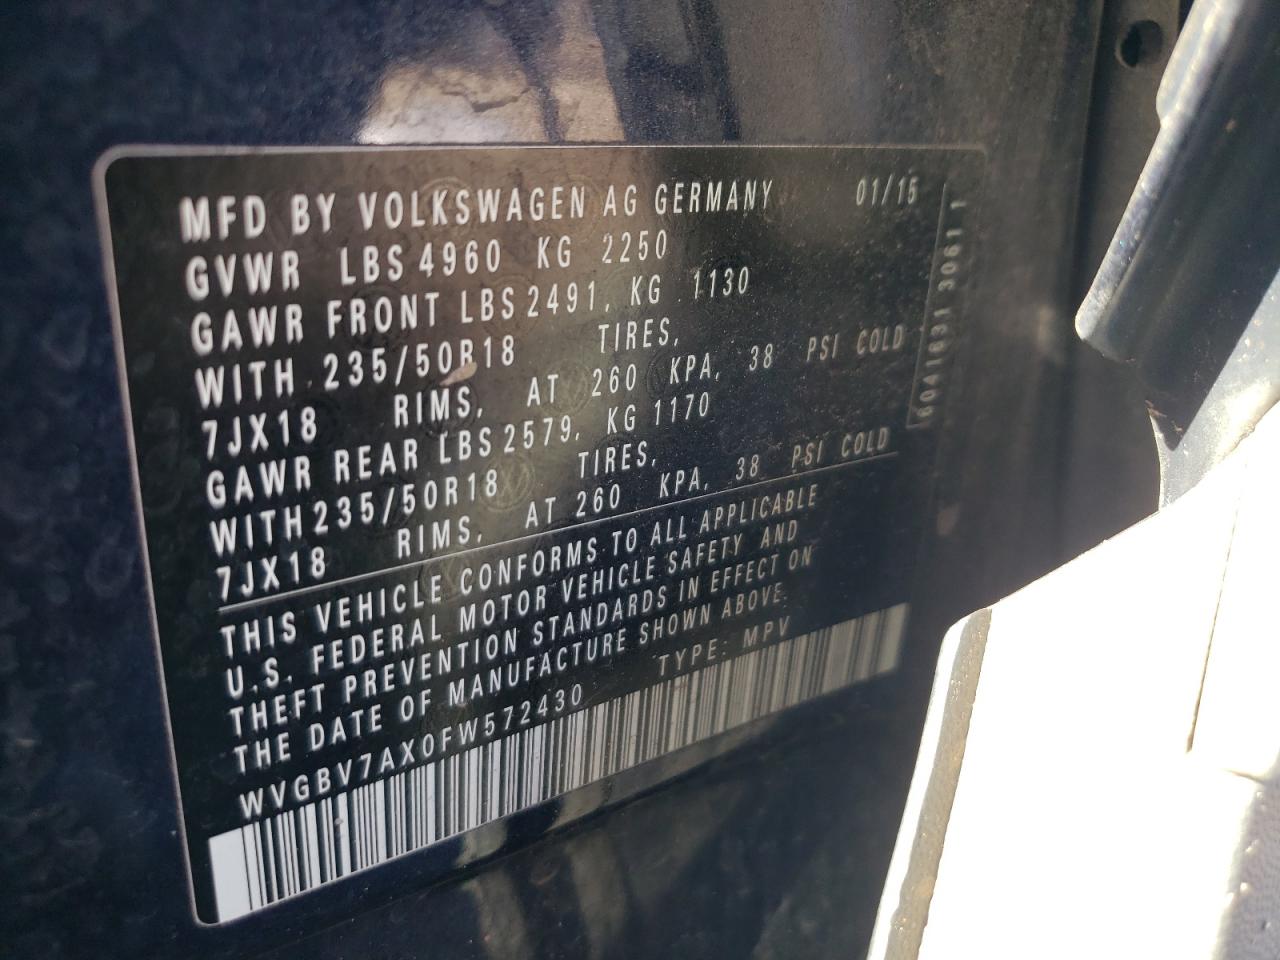 MFD BY VOLKSWAGEN AG GERMANY 01/15
GVWR LBS 4960 KG 2250
GAWR FRONT LBS 2491, KG 1130
WITH 235/50R18 TIRES,
7JX18 RIMS, AT 260 KPA, 38 PSI COLD
GAWR REAR LBS 2579, KG 1170
WITH 235/50R18 TIRES,
7JX18 RIMS, AT 260 KPA, 38 PSI COLD
THIS VEHICLE CONFORMS TO ALL APPLICABLE
U.S. FEDERAL MOTOR VEHICLE SAFETY AND
THEFT PREVENTION STANDARDS IN EFFECT ON
THE DATE OF MANUFACTURE SHOWN ABOVE.
WVGBV7AX0FW572430 TYPE: MPV